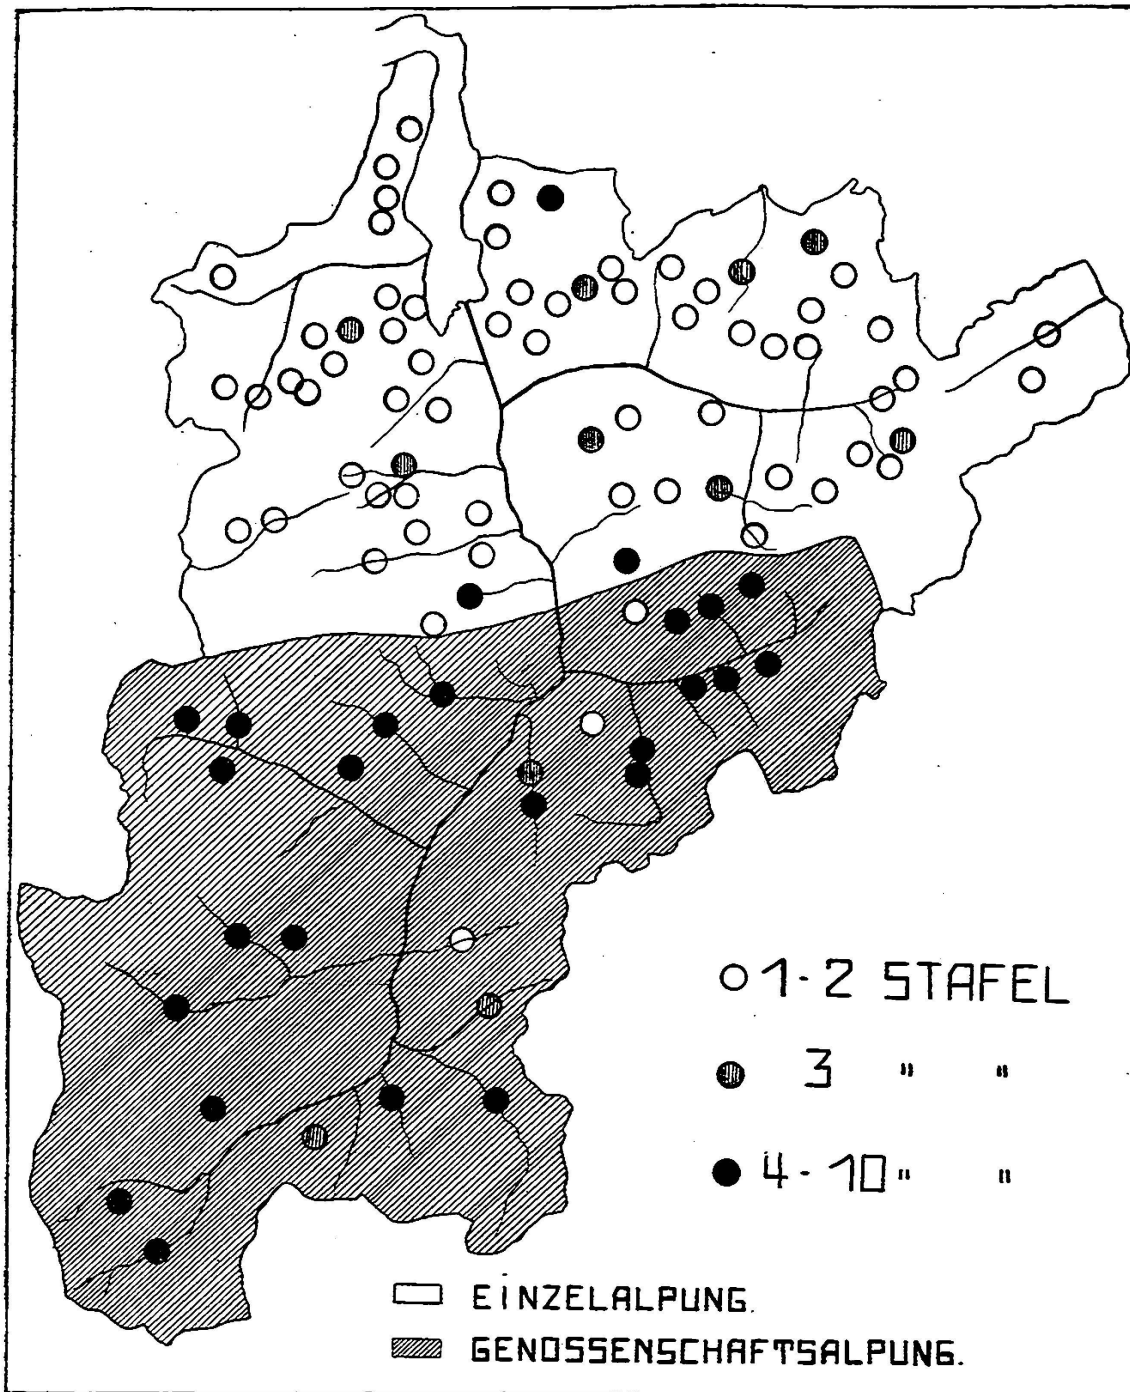 1-2 STAFEL
3 " "
4-10 " "
EiNZELALPUNG.
GENOSSENSCHAFTSALPUNG.